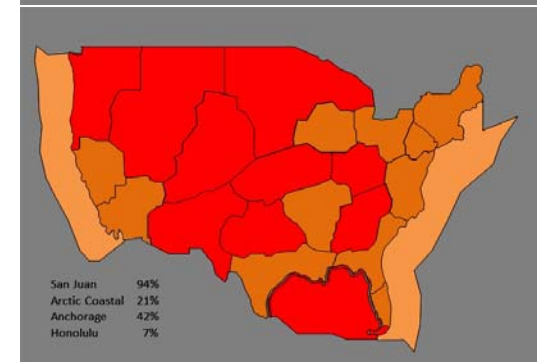 San Juan 94%
Arctic Coastal 21%
Anchorage 42%
Honolulu 7%